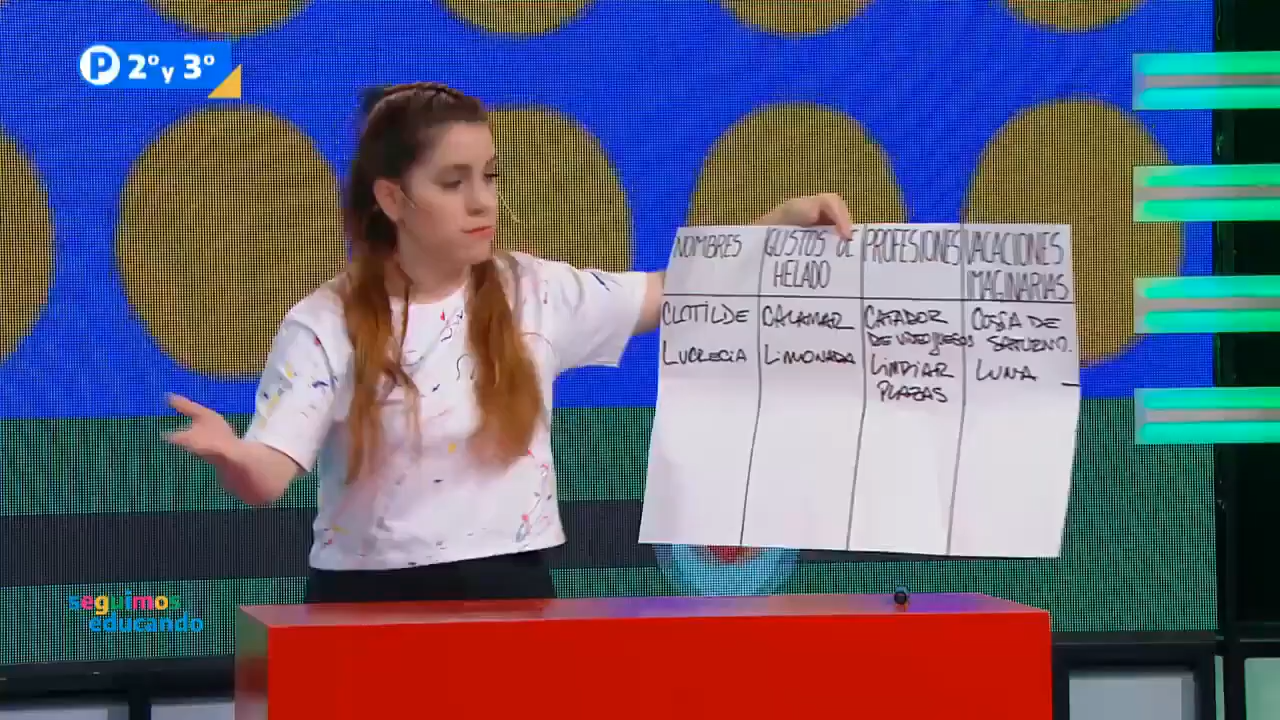 P 2° y 3°
NOMBRES
GUSTOS DE
HELADO
PROFESIONES
VACACIONES
IMAGINARIAS
CLOTILDE
CALAMAR
CATADOR
DE VIDEOJUEGOS
COSTA DE
SATURNO.
LUCRECIA
LIMONADA
LIMPIAR
PLAZAS
LUNA
seguimos
educando